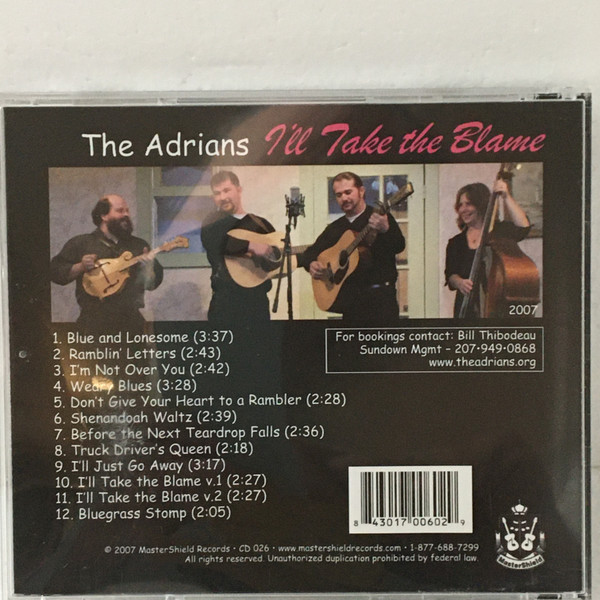 The Adrians I'll Take the Blame
2007
1. Blue and Lonesome (3:37)
2. Ramblin' Letters (2:43)
3. I'm Not Over You (2:42)
4. Weary Blues (3:28)
5. Don't Give Your Heart to a Rambler (2:28)
6. Shenandoah Waltz (2:39)
7. Before the Next Teardrop Falls (2:36)
8. Truck Driver's Queen (2:18)
9. I'll Just Go Away (3:17)
10. I'll Take the Blame v.1 (2:27)
11. I'll Take the Blame v.2 (2:27)
12. Bluegrass Stomp (2:05)
For bookings contact: Bill Thibodeau
Sundown Mgmt – 207•949•0868
www.theadrians.org
8 43017 00602 9
MasterShield
© 2007 MasterShield Records • CD 026 • www.mastershieldrecords.com • 1-877-688-7299
All rights reserved. Unauthorized duplication prohibited by federal law.